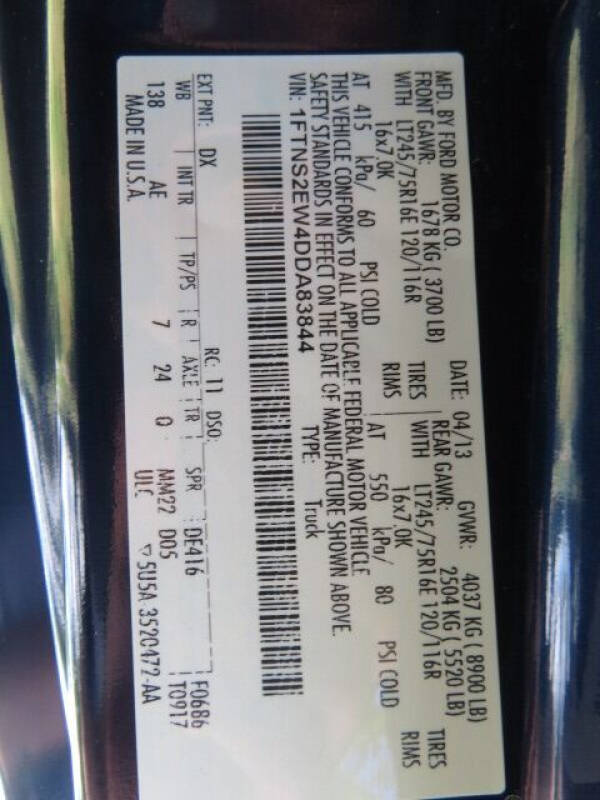 MFD. BY FORD MOTOR CO. DATE: 04/13 GVWR: 4037 KG ( 8900 LB)
FRONT GAWR: 1678 KG ( 3700 LB) REAR GAWR: 2504 KG ( 5520 LB)
WITH LT245/75R16E 120/116R TIRES WITH LT245/75R16E 120/116R TIRES
16x7.0K RIMS 16x7.0K RIMS
AT 415 kPa/ 60 PSI COLD AT 550 kPa/ 80 PSI COLD
THIS VEHICLE CONFORMS TO ALL APPLICABLE FEDERAL MOTOR VEHICLE
SAFETY STANDARDS IN EFFECT ON THE DATE OF MANUFACTURE SHOWN ABOVE.
VIN: 1FTNS2EW4DDA83844 TYPE: Truck
F0686
T0917
EXT PNT: DX RC: 11 DSO:
WB INT TR TP/PS R AXLE TR SPR DE416
138 AE 7 24 Q MM22 D05
MADE IN U.S.A. ULC ▽ 5U5A-3520472-AA